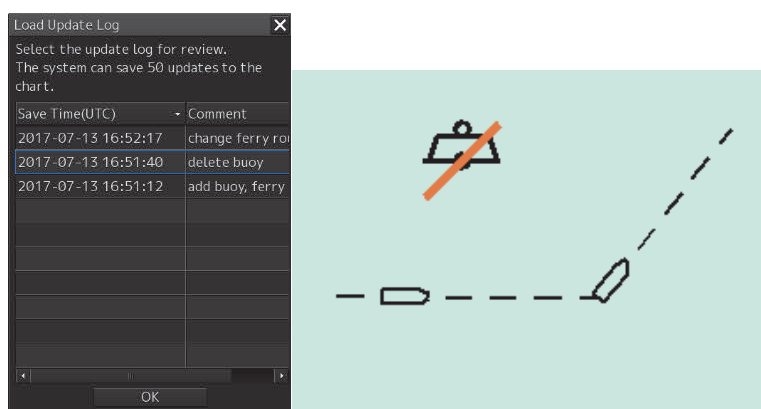 Load Update Log
Select the update log for review.
The system can save 50 updates to the
chart.
Save Time(UTC) Comment
2017-07-13 16:52:17 change ferry
2017-07-13 16:51:40 delete buoy
2017-07-13 16:51:12 add buoy, ferry
OK